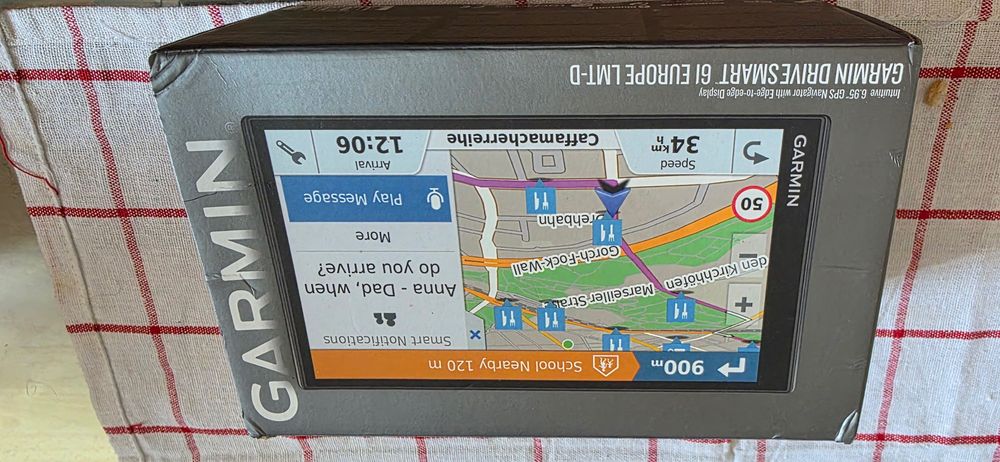 GARMIN
GARMIN DRIVESMART™ 61 EUROPE LMT-D
Intuitive 6.95" GPS Navigator with Edge-to-edge Display
GARMIN
900m
School Nearby 120 m
Smart Notifications
×
Anna - Dad, when
do you arrive?
More
Play Message
+
den Kirchhöfen
Marseiller Straße
Gorch-Fock-Wall
Drehbahn
50
Speed
34 km/h
Caffamacherreihe
Arrival
12:06